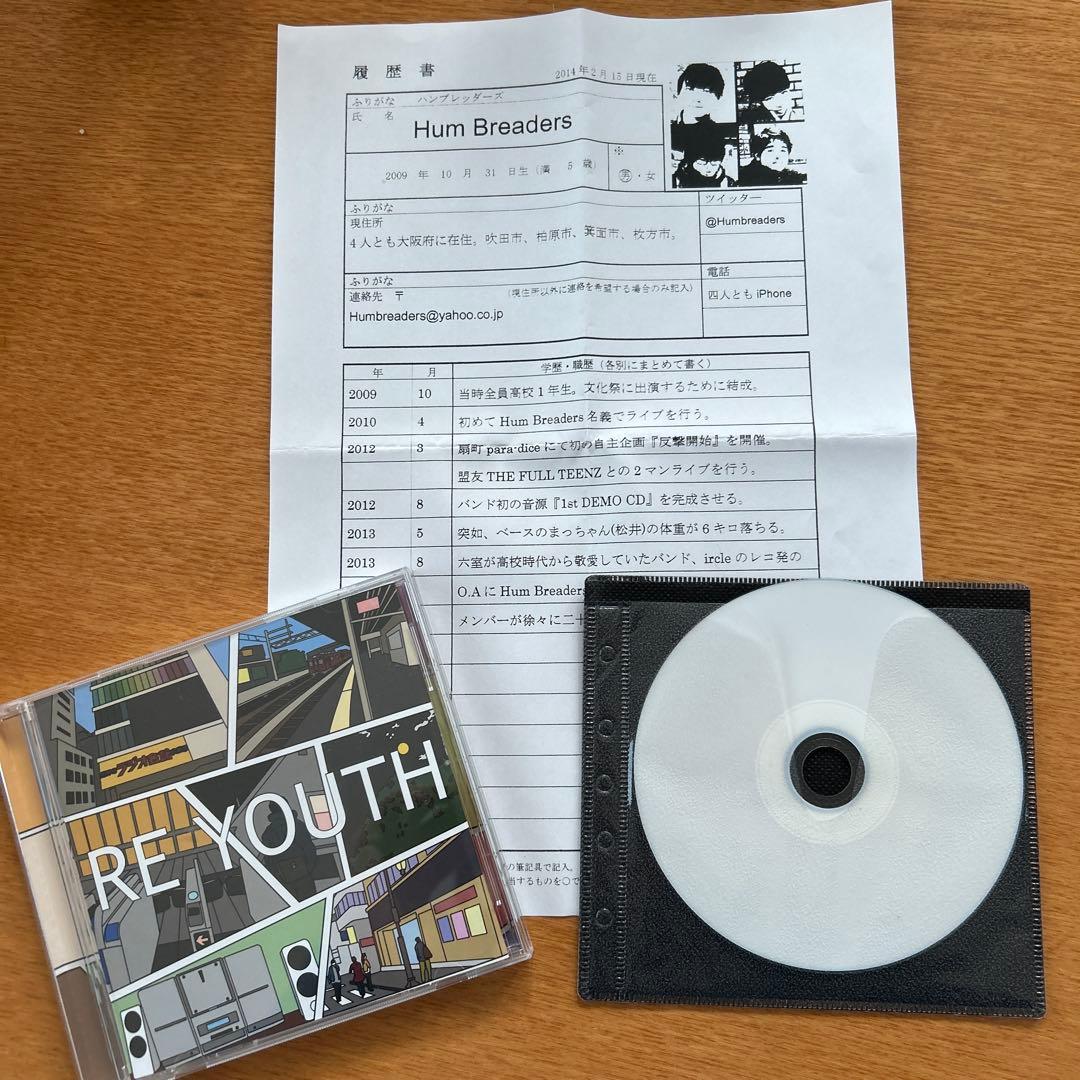 履 歴 書
2014年2月15日現在
ふりがな ハンブレッダーズ
氏 名
Hum Breaders
2009 年 10 月 31 日生(満 5 歳)
※
男・女
ふりがな
現住所
4人とも大阪府に在住。吹田市、柏原市、箕面市、枚方市。
ツイッター
@Humbreaders
ふりがな
連絡先 〒
(現住所以外に連絡を希望する場合のみ記入)
Humbreaders@yahoo.co.jp
電話
四人とも iPhone
年 月 学歴・職歴(各別にまとめて書く)
2009 10 当時全員高校1年生。文化祭に出演するために結成。
2010 4 初めて Hum Breaders 名義でライブを行う。
2012 3 扇町 para-dice にて初の自主企画『反撃開始』を開催。
盟友 THE FULL TEENZ との2マンライブを行う。
2012 8 バンド初の音源『1st DEMO CD』を完成させる。
2013 5 突如、ベースのまっちゃん(松井)の体重が6キロ落ちる。
2013 8 六室が高校時代から敬愛していたバンド、ircle のレコ発の
O.A に Hum Breaders
メンバーが徐々に二十
の筆記具で記入。
当するものを○で
RE YOUTH